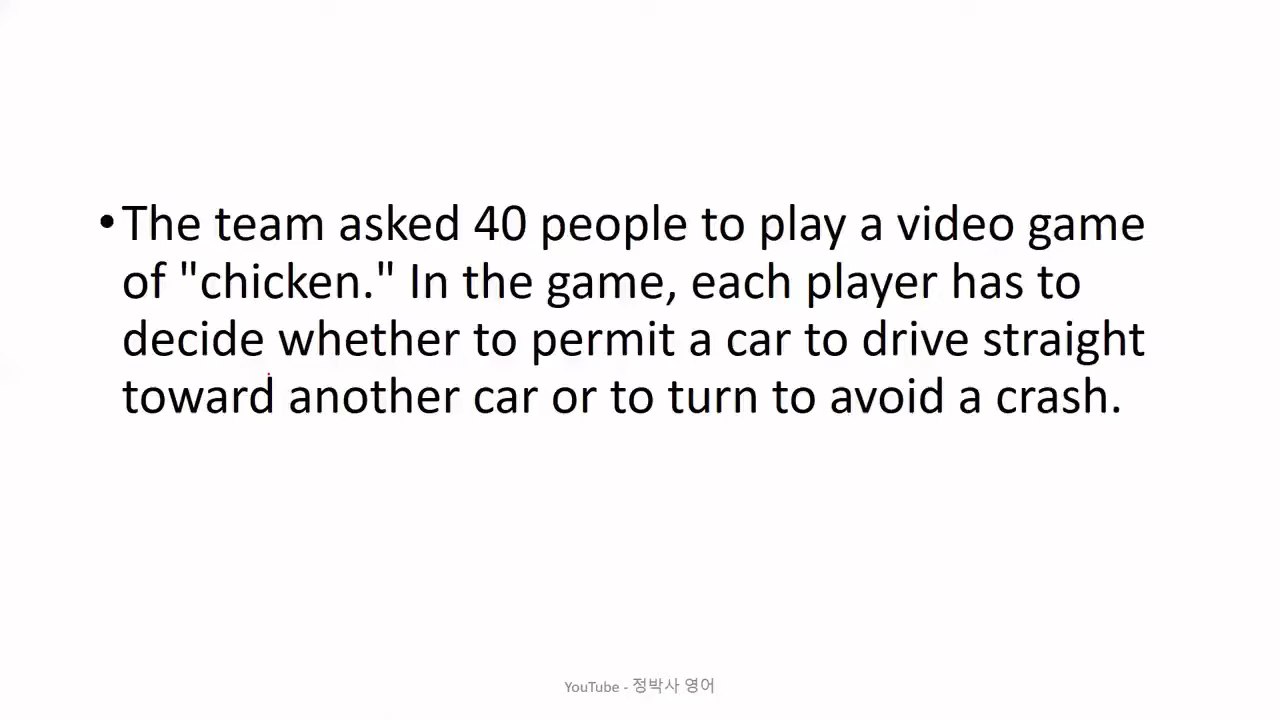 •The team asked 40 people to play a video game
of "chicken." In the game, each player has to
decide whether to permit a car to drive straight
toward another car or to turn to avoid a crash.
YouTube - 정박사 영어